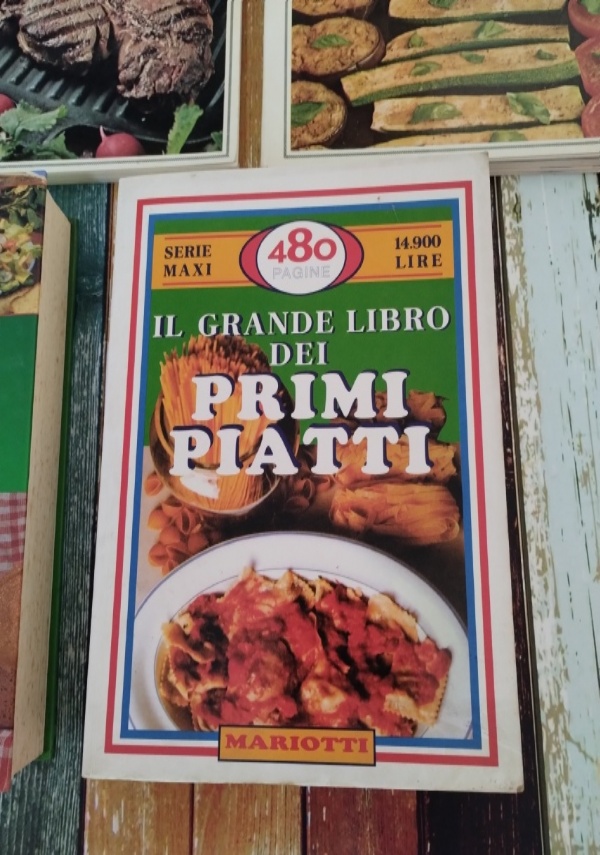 SERIE
MAXI
480
PAGINE
14.900
LIRE
IL GRANDE LIBRO
DEI
PRIMI
PIATTI
MARIOTTI